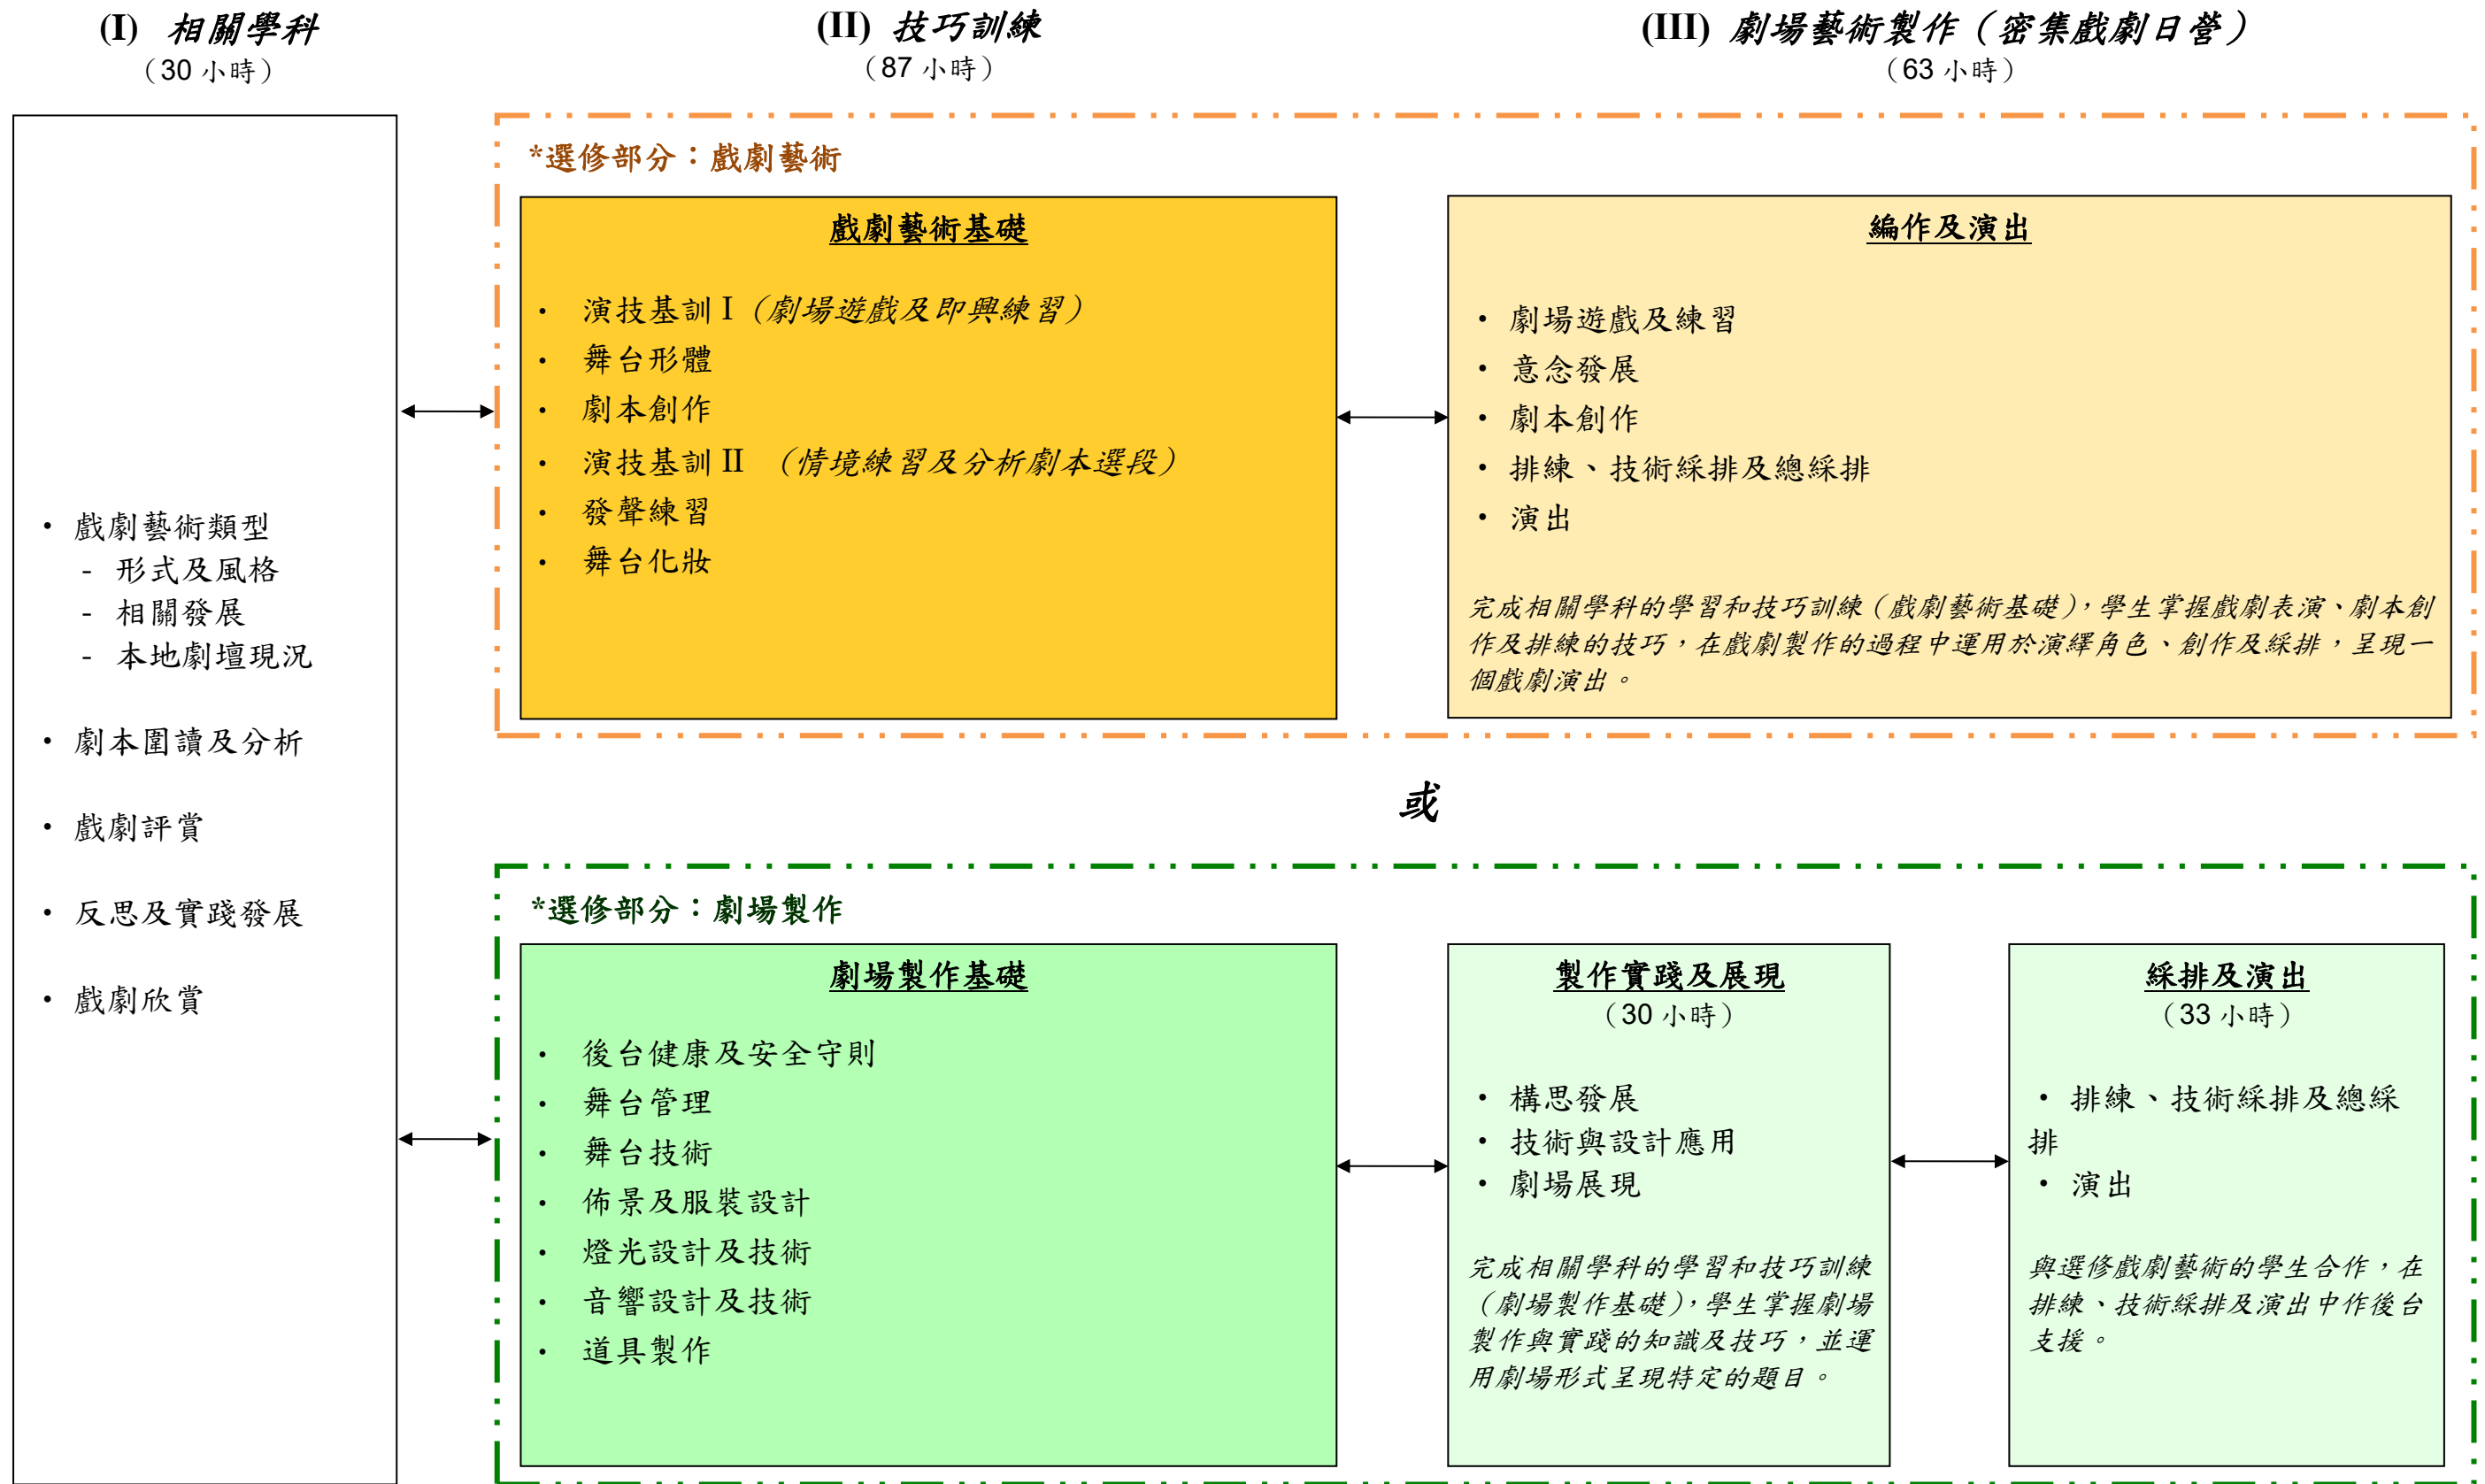 (I) 相關學科
（30 小時）
(II) 技巧訓練
（87 小時）
(III) 劇場藝術製作（密集戲劇日營）
（63 小時）
• 戲劇藝術類型
- 形式及風格
- 相關發展
- 本地劇壇現況
• 劇本圍讀及分析
• 戲劇評賞
• 反思及實踐發展
• 戲劇欣賞
*選修部分：戲劇藝術
戲劇藝術基礎
• 演技基訓 I（劇場遊戲及即興練習）
• 舞台形體
• 劇本創作
• 演技基訓 II （情境練習及分析劇本選段）
• 發聲練習
• 舞台化妝
編作及演出
• 劇場遊戲及練習
• 意念發展
• 劇本創作
• 排練、技術綵排及總綵排
• 演出
完成相關學科的學習和技巧訓練（戲劇藝術基礎），學生掌握戲劇表演、劇本創
作及排練的技巧，在戲劇製作的過程中運用於演繹角色、創作及綵排，呈現一
個戲劇演出。
或
*選修部分：劇場製作
劇場製作基礎
• 後台健康及安全守則
• 舞台管理
• 舞台技術
• 佈景及服裝設計
• 燈光設計及技術
• 音響設計及技術
• 道具製作
製作實踐及展現
（30 小時）
• 構思發展
• 技術與設計應用
• 劇場展現
完成相關學科的學習和技巧訓練
（劇場製作基礎），學生掌握劇場
製作與實踐的知識及技巧，並運
用劇場形式呈現特定的題目。
綵排及演出
（33 小時）
• 排練、技術綵排及總綵
排
• 演出
與選修戲劇藝術的學生合作，在
排練、技術綵排及演出中作後台
支援。